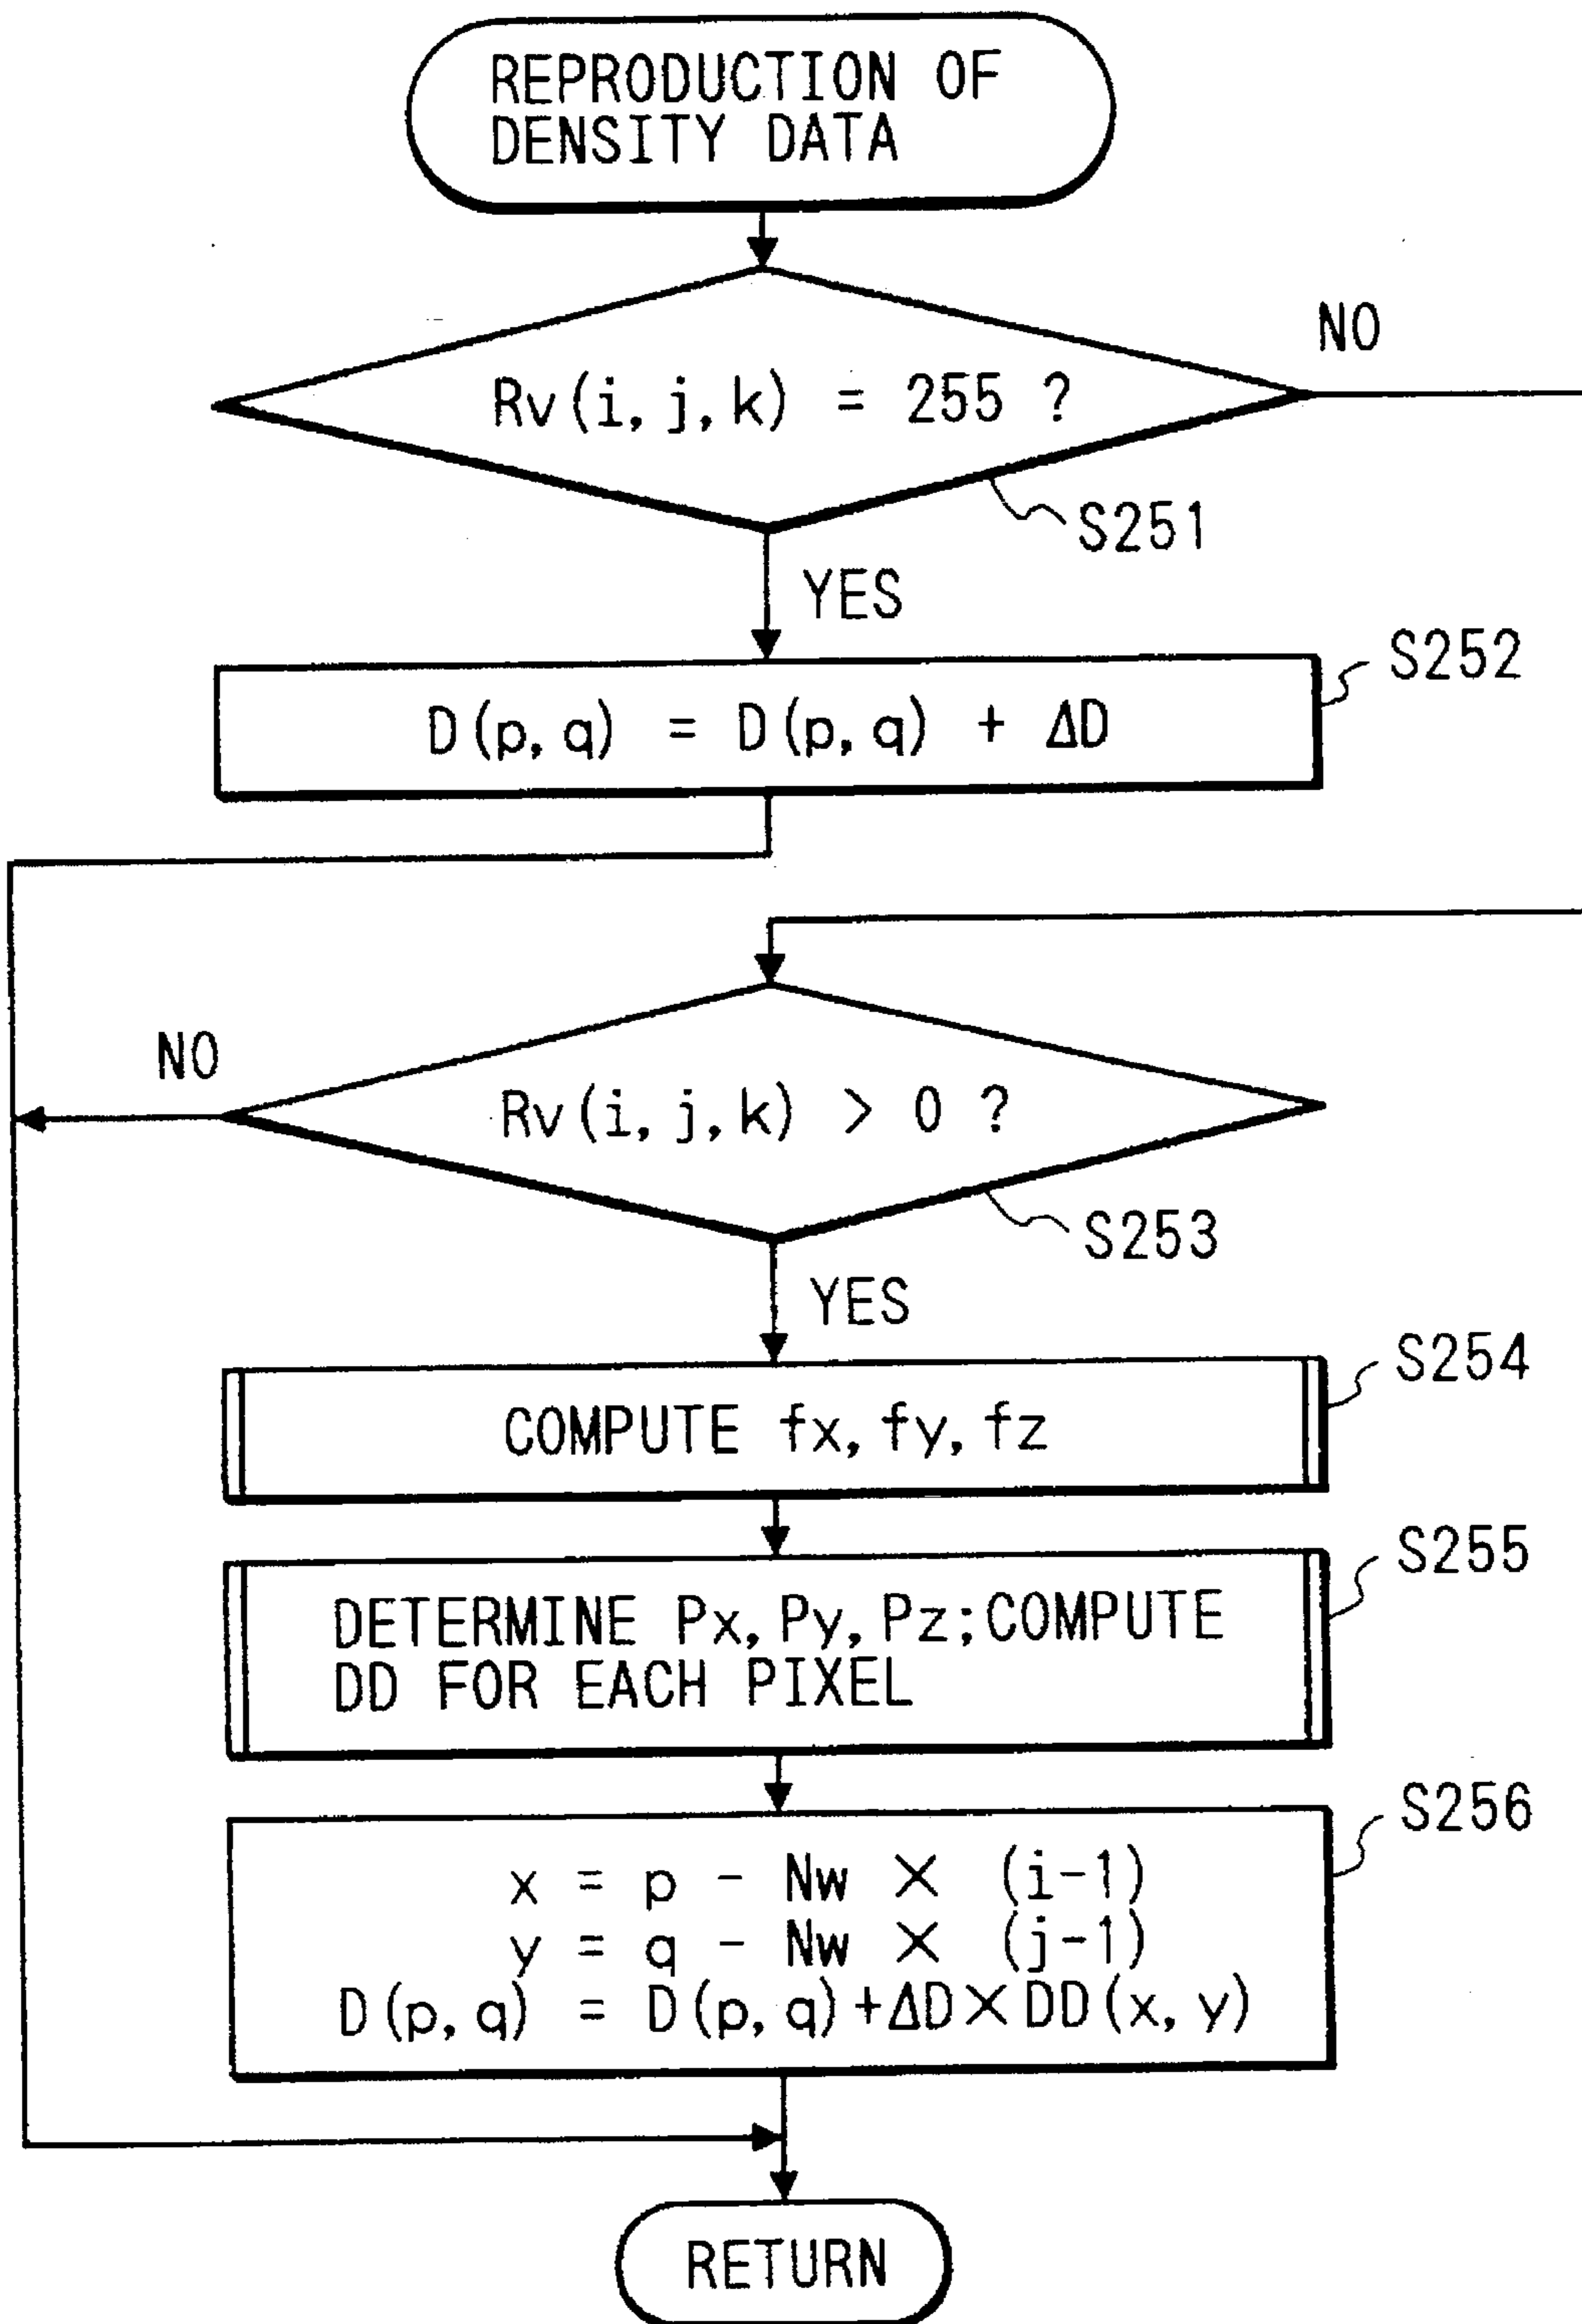 REPRODUCTION OF
DENSITY DATA
NO
Rv(i, j, k) = 255 ?
S251
YES
S252
D(p, q) = D(p, q) + ΔD
NO
Rv(i, j, k) > 0 ?
S253
YES
S254
COMPUTE fx, fy, fz
S255
DETERMINE Px, Py, Pz;COMPUTE
DD FOR EACH PIXEL
S256
x = p - Nw × (i-1)
y = q - Nw × (j-1)
D(p, q) = D(p, q)+ΔD×DD(x, y)
RETURN